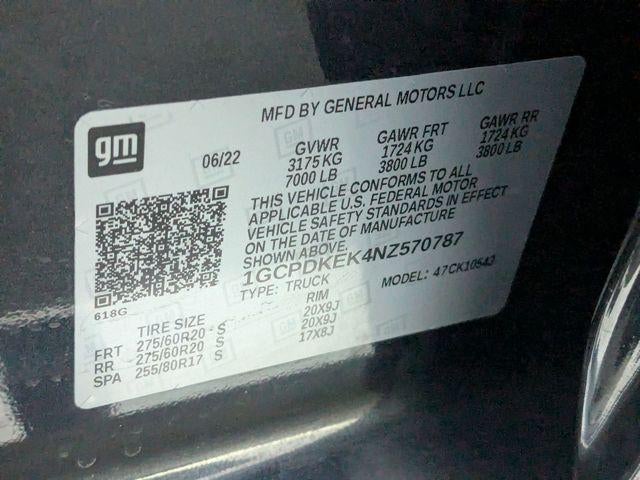 MFD BY GENERAL MOTORS LLC
gm
06/22
GVWR GAWR FRT GAWR RR
3175 KG 1724 KG 1724 KG
7000 LB 3800 LB 3800 LB
THIS VEHICLE CONFORMS TO ALL
APPLICABLE U.S. FEDERAL MOTOR
VEHICLE SAFETY STANDARDS IN EFFECT
ON THE DATE OF MANUFACTURE
SHOWN ABOVE.
1GCPDKEK4NZ570787
TYPE: TRUCK MODEL: 47CK10543
618G
TIRE SIZE RIM
FRT 275/60R20 S 20X9J
RR 275/60R20 S 20X9J
SPA 255/80R17 S 17X8J